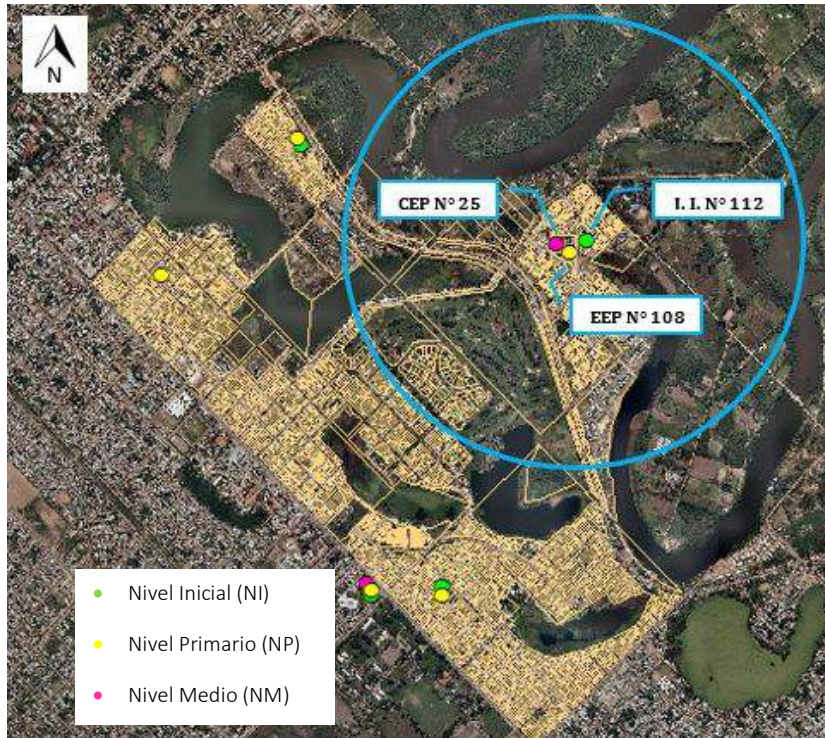 N
CEP N° 25
I. I. N° 112
EEP N° 108
Nivel Inicial (NI)
Nivel Primario (NP)
Nivel Medio (NM)